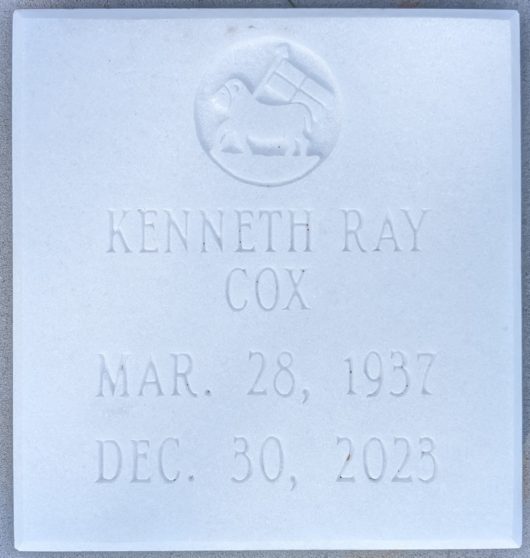 KENNETH RAY
COX
MAR. 28, 1937
DEC. 30, 2023